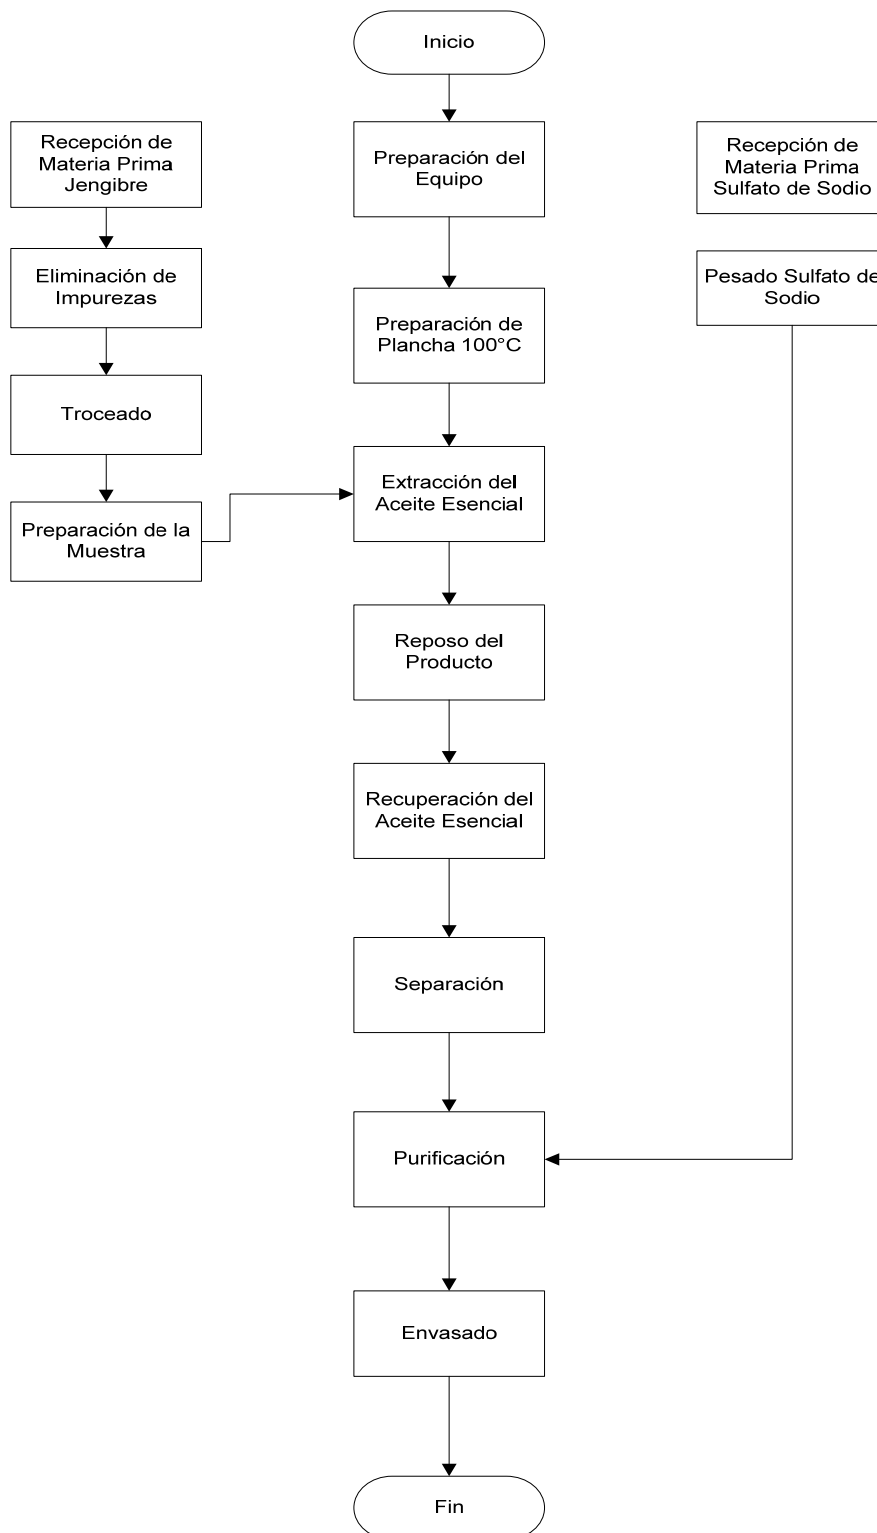 Inicio
Recepción de
Materia Prima
Jengibre
Preparación del
Equipo
Recepción de
Materia Prima
Sulfato de Sodio
Eliminación de
Impurezas
Pesado Sulfato de
Sodio
Preparación de
Plancha 100°C
Troceado
Extracción del
Aceite Esencial
Preparación de la
Muestra
Reposo del
Producto
Recuperación del
Aceite Esencial
Separación
Purificación
Envasado
Fin